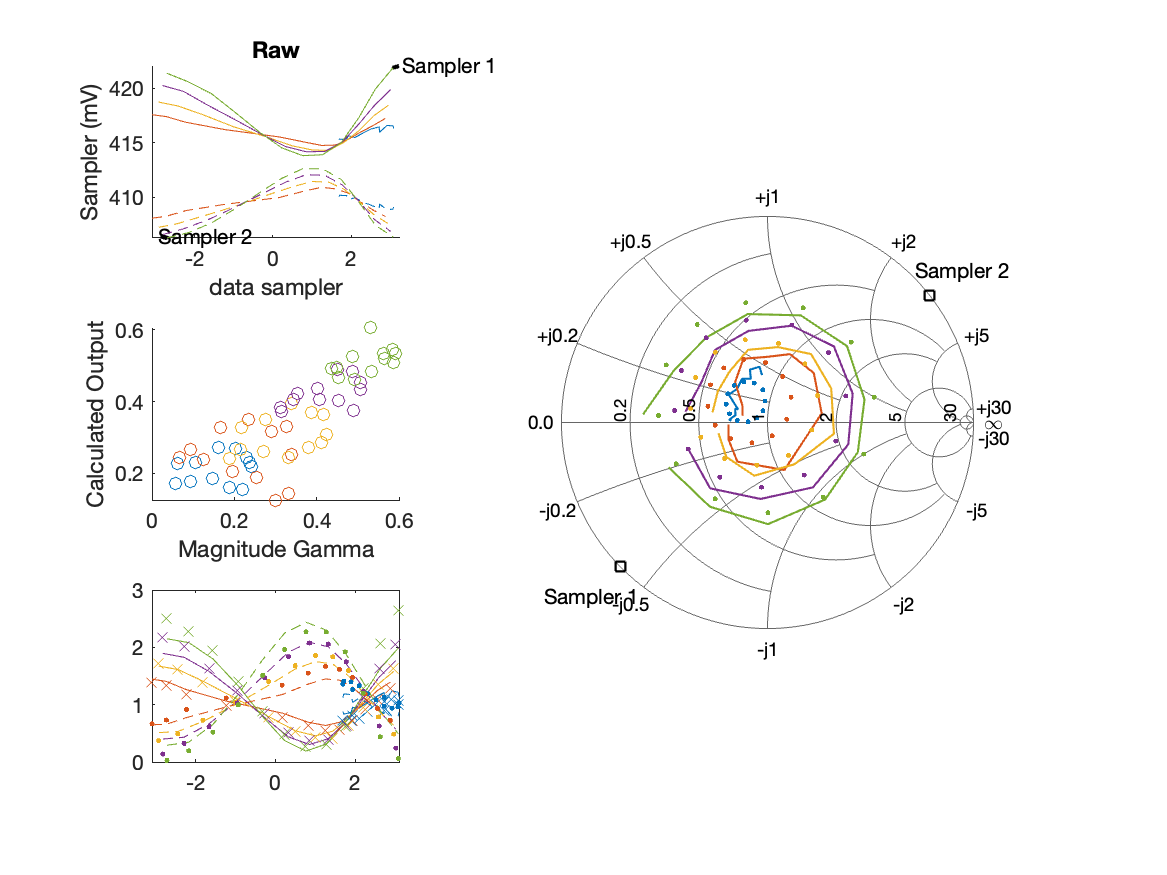 Raw
Sampler 1
Sampler (mV)
420
415
410
Sampler 2
-2 0 2
data sampler
Calculated Output
0.6
0.4
0.2
0 0.2 0.4 0.6
Magnitude Gamma
3
2
1
0
-2 0 2
+j1
+j0.5
+j2
Sampler 2
+j0.2
+j5
0.0
0.2
0.5
1
2
5
30
+j30
∞
-j30
-j0.2
-j5
Sampler 1
-j0.5
-j2
-j1